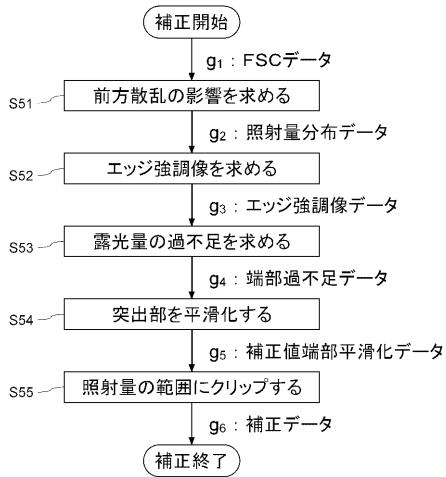 補正開始
g₁：FSCデータ
S51 前方散乱の影響を求める
g₂：照射量分布データ
S52 エッジ強調像を求める
g₃：エッジ強調像データ
S53 露光量の過不足を求める
g₄：端部過不足データ
S54 突出部を平滑化する
g₅：補正値端部平滑化データ
S55 照射量の範囲にクリップする
g₆：補正データ
補正終了